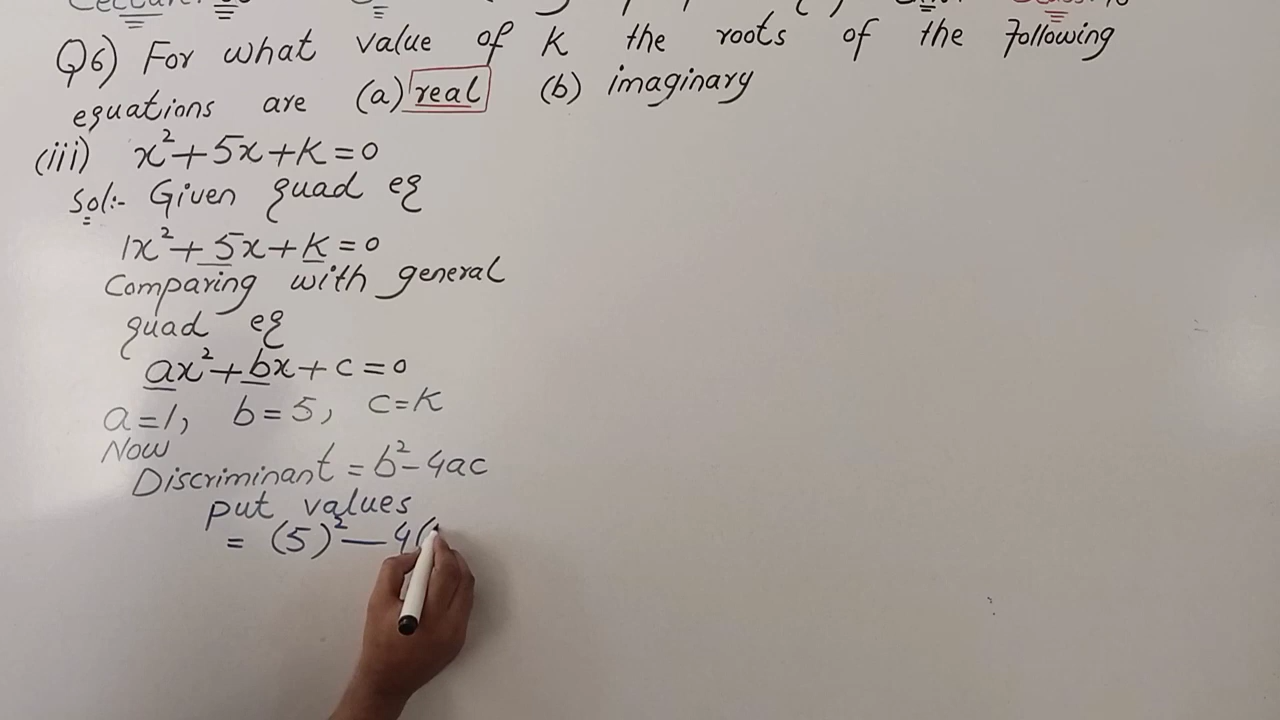 Q6) For what value of K the roots of the following
equations are (a) real (b) imaginary
(iii) x²+5x+K=0
Sol:- Given quad eq
1x²+5x+K=0
Comparing with general
quad eq
ax²+bx+c=0
a=1, b=5, c=K
Now
Discriminant = b²-4ac
put values
= (5)²-4(